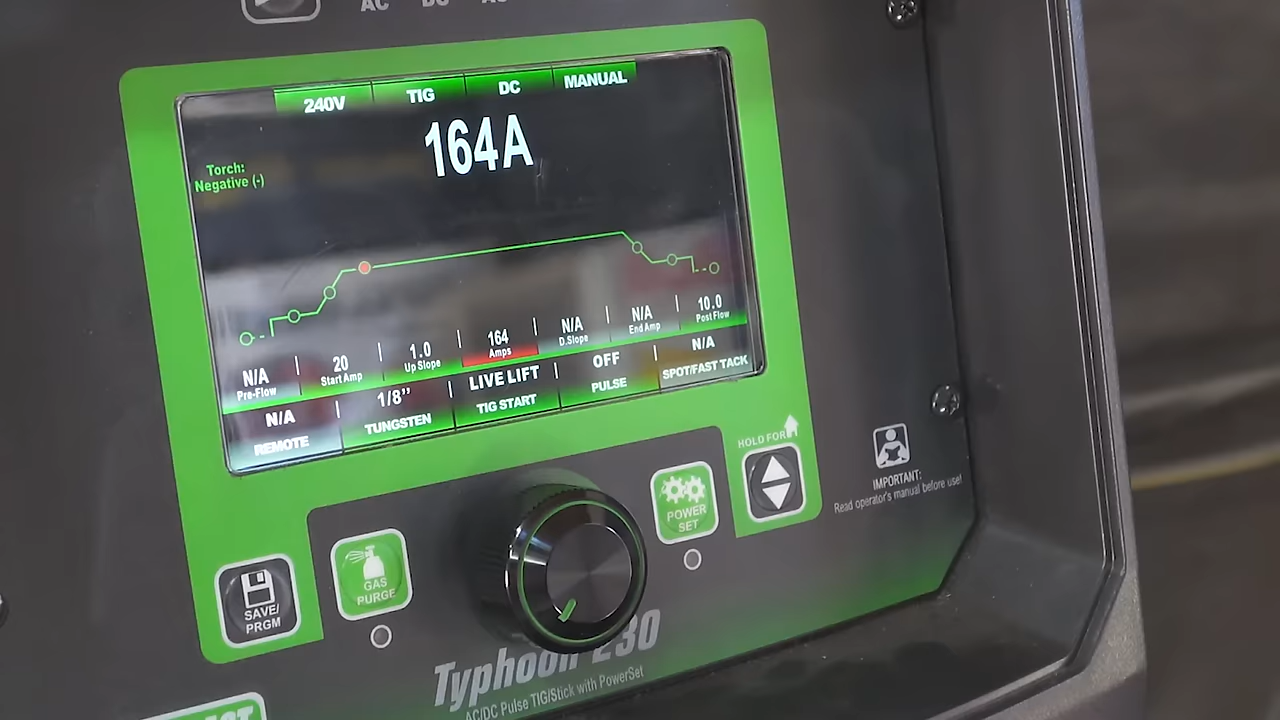 AC
DC
240V
TIG
DC
MANUAL
164A
Torch:
Negative (-)
N/A
Pre-Flow
20
Start Amp
1.0
Up Slope
164
Amps
N/A
D.Slope
N/A
End Amp
10.0
Post Flow
N/A
REMOTE
1/8’’
TUNGSTEN
LIVE LIFT
TIG START
OFF
PULSE
N/A
SPOT/FAST TACK
HOLD FOR
IMPORTANT:
Read operator's manual before use!
POWER
SET
GAS
PURGE
SAVE/
PRGM
Typhoon 230
AC/DC Pulse TIG/Stick with PowerSet